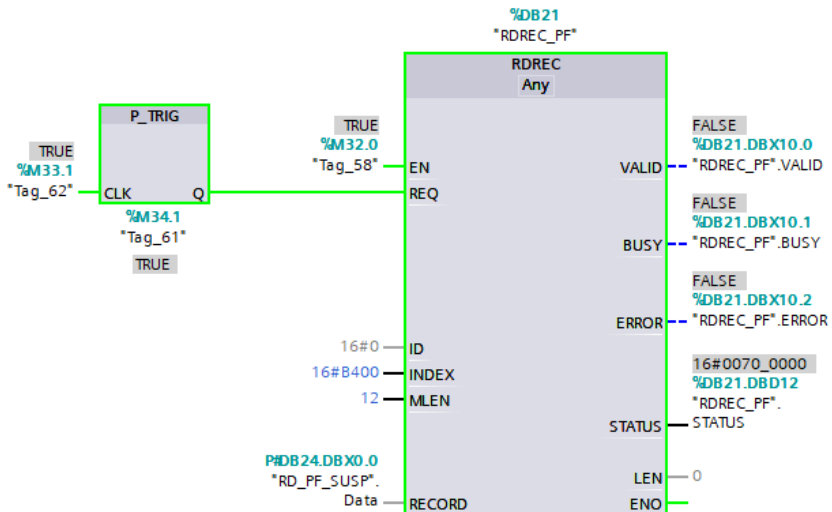 %DB21
"RDREC_PF"
RDREC
Any
P_TRIG
TRUE
%M33.1
"Tag_62"
CLK
Q
%M34.1
"Tag_61"
TRUE
TRUE
%M32.0
"Tag_58"
EN
REQ
16#0
ID
16#B400
INDEX
12
MLEN
P#DB24.DBX0.0
"RD_PF_SUSP".
Data
RECORD
FALSE
%DB21.DBX10.0
VALID
"RDREC_PF".VALID
FALSE
%DB21.DBX10.1
BUSY
"RDREC_PF".BUSY
FALSE
%DB21.DBX10.2
ERROR
"RDREC_PF".ERROR
16#0070_0000
%DB21.DBD12
"RDREC_PF".
STATUS
STATUS
LEN
0
ENO